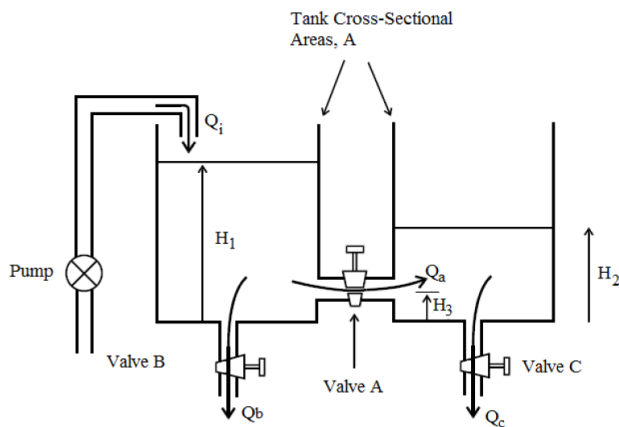 Tank Cross-Sectional
Areas, A
Qi
H1
Pump
Qa
H3
H2
Valve B
Valve A
Valve C
Qb
Qc